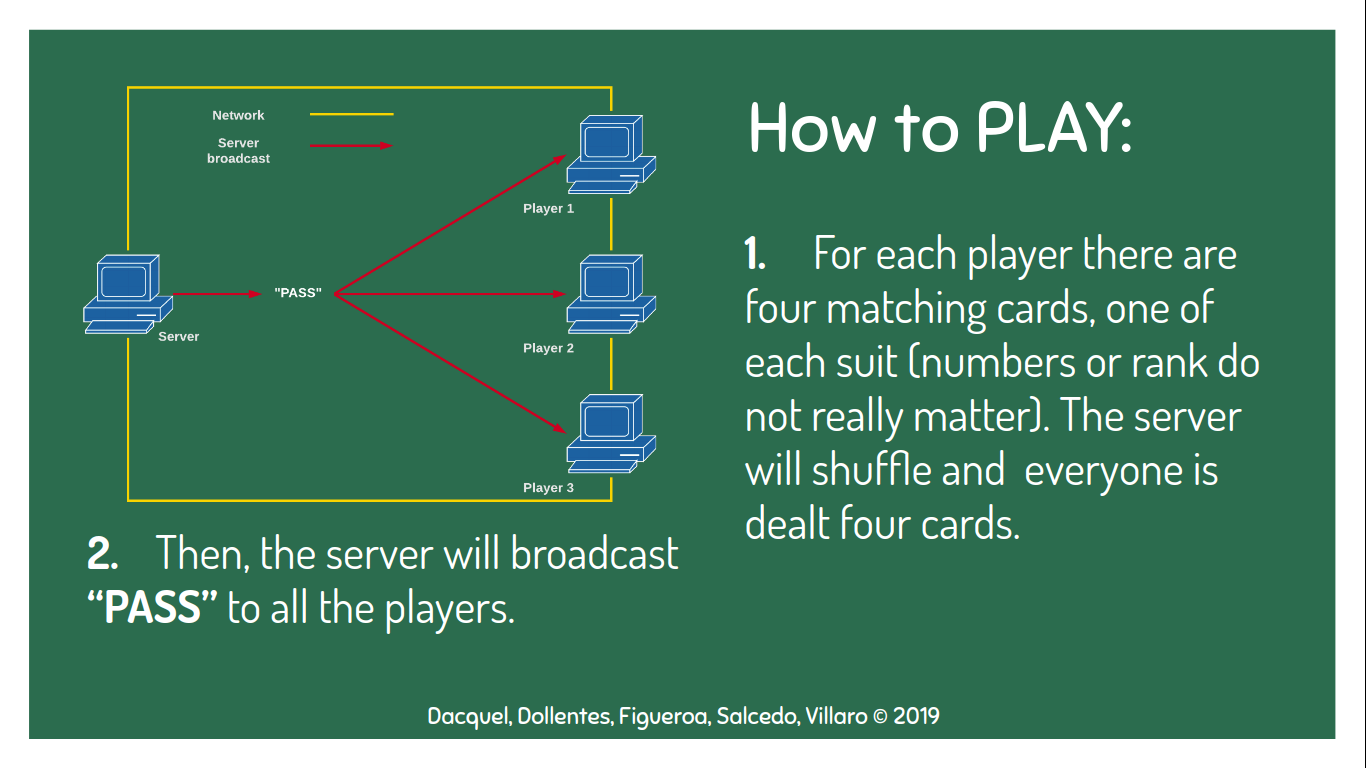 How to PLAY:
1. For each player there are
four matching cards, one of
each suit (numbers or rank do
not really matter). The server
will shuffle and  everyone is
dealt four cards.
Network
Server
broadcast
Player 1
"PASS"
Server
Player 2
Player 3
2. Then, the server will broadcast
“PASS” to all the players.
Dacquel, Dollentes, Figueroa, Salcedo, Villaro © 2019